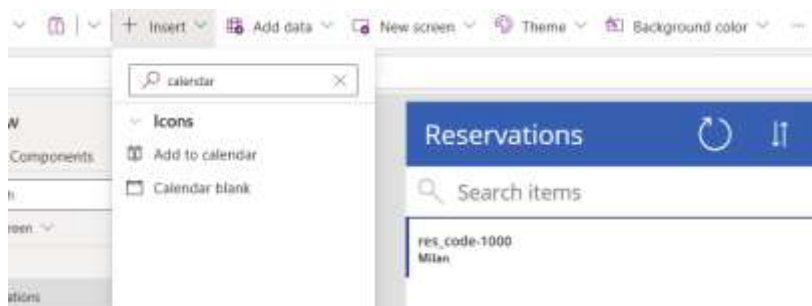 Insert Add data New screen Theme Background color
calendar
Icons
Add to calendar
Calendar blank
Components
Reservations
Search items
res_code-1000
Milan